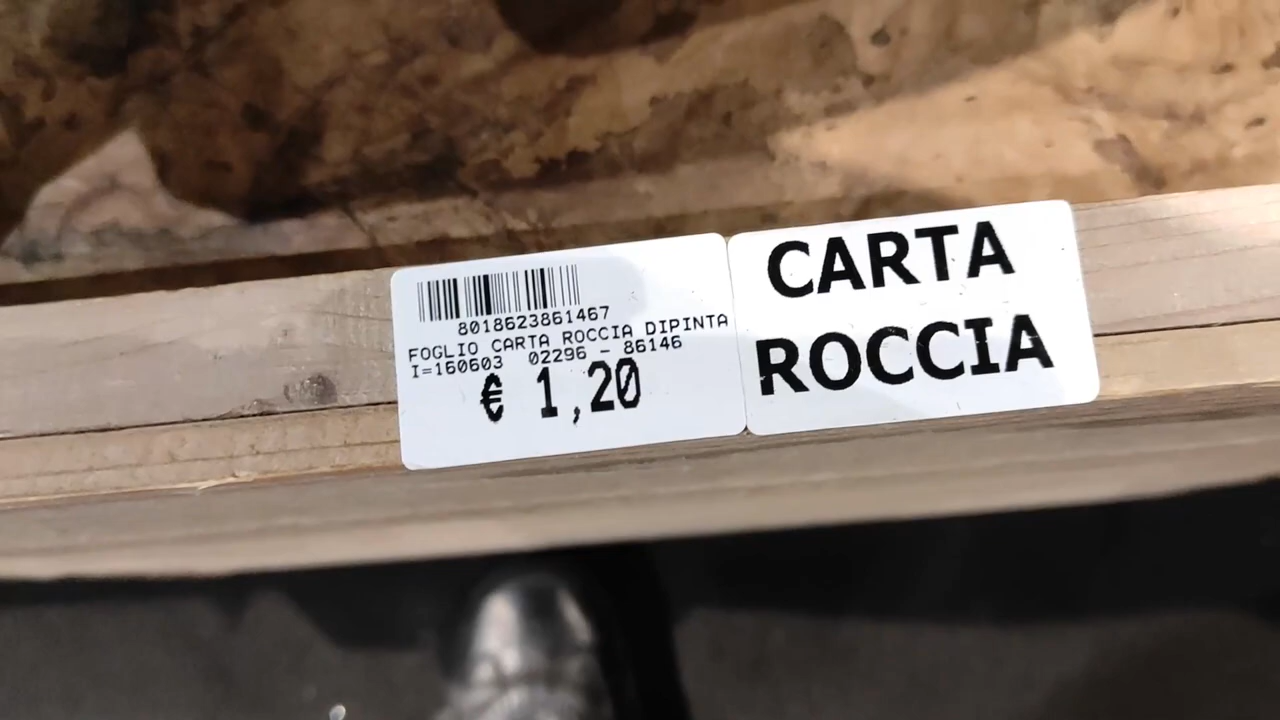 8018623861467
FOGLIO CARTA ROCCIA DIPINTA
I=160603 02296 - 86146
€ 1,20
CARTA
ROCCIA